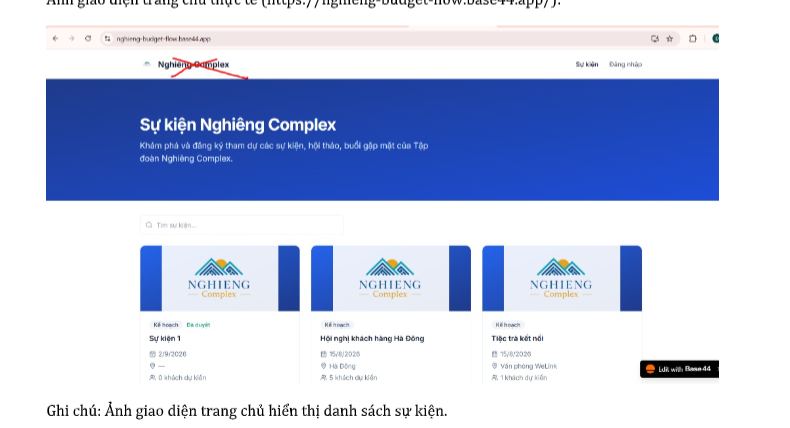 Ảnh giao diện trang chủ thực tế (https://nghieng-budget-flow.base44.app/):
nghieng-budget-flow.base44.app
Nghiêng Complex
Sự kiện
Đăng nhập
Sự kiện Nghiêng Complex
Khám phá và đăng ký tham dự các sự kiện, hội thảo, buổi gặp mặt của Tập
đoàn Nghiêng Complex.
Tìm sự kiện...
NGHIENG
Complex
Kế hoạch Đã duyệt
Sự kiện 1
2/9/2026
—
0 khách dự kiến
NGHIENG
Complex
Kế hoạch
Hội nghị khách hàng Hà Đông
15/8/2026
Hà Đông
5 khách dự kiến
NGHIENG
Complex
Kế hoạch
Tiệc trà kết nối
15/8/2026
Văn phòng WeLink
1 khách dự kiến
Edit with Base44
Ghi chú: Ảnh giao diện trang chủ hiển thị danh sách sự kiện.